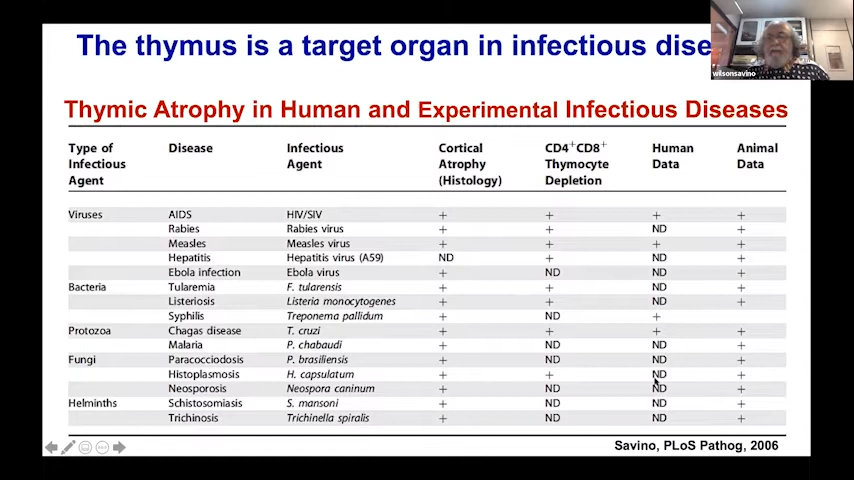 The thymus is a target organ in infectious dise
wilsonsavino
Thymic Atrophy in Human and Experimental Infectious Diseases
Type of Infectious Agent Disease Infectious Agent Cortical Atrophy (Histology) CD4+CD8+ Thymocyte Depletion Human Data Animal Data
Viruses AIDS HIV/SIV + + + +
Rabies Rabies virus + + ND +
Measles Measles virus + + + +
Hepatitis Hepatitis virus (A59) ND + ND +
Ebola infection Ebola virus + ND ND +
Bacteria Tularemia F. tularensis + + ND +
Listeriosis Listeria monocytogenes + + ND +
Syphilis Treponema pallidum + ND +
Protozoa Chagas disease T. cruzi + + + +
Malaria P. chabaudi + ND ND +
Fungi Paracoccidosis P. brasiliensis + ND ND +
Histoplasmosis H. capsulatum + + ND +
Neosporosis Neospora caninum + ND ND +
Helminths Schistosomiasis S. mansoni + ND ND +
Trichinosis Trichinella spiralis + ND ND +
Savino, PLoS Pathog, 2006